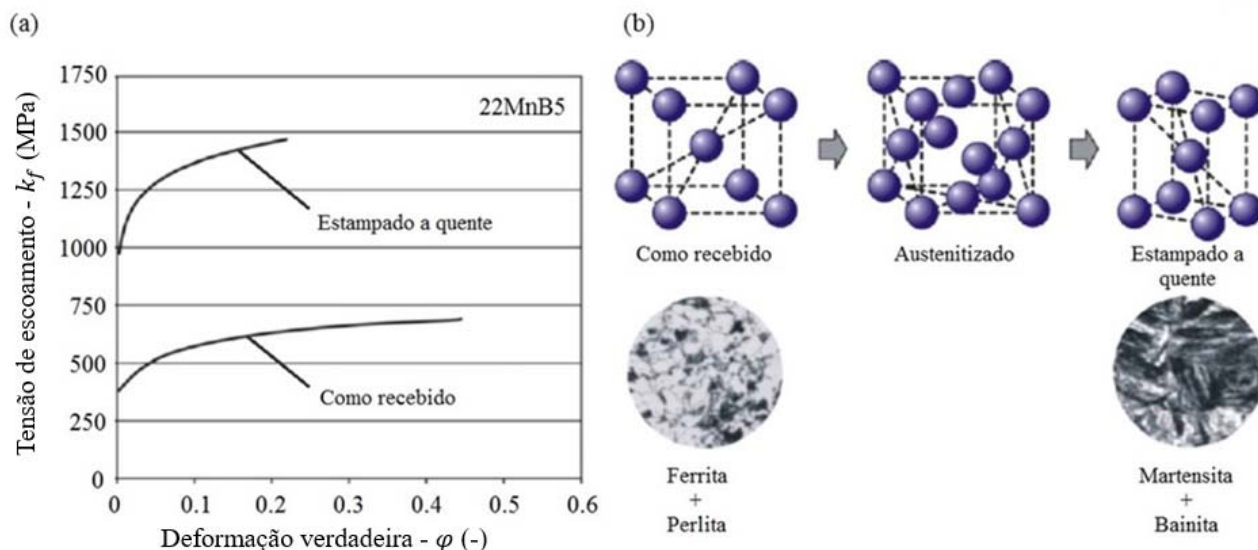 (a)
Tensão de escoamento - k_f (MPa)
1750
1500
1250
1000
750
500
250
0
22MnB5
Estampado a quente
Como recebido
0
0.1
0.2
0.3
0.4
0.5
0.6
Deformação verdadeira - φ (-)
(b)
Como recebido
Austenitizado
Estampado a
quente
Ferrita
+
Perlita
Martensita
+
Bainita